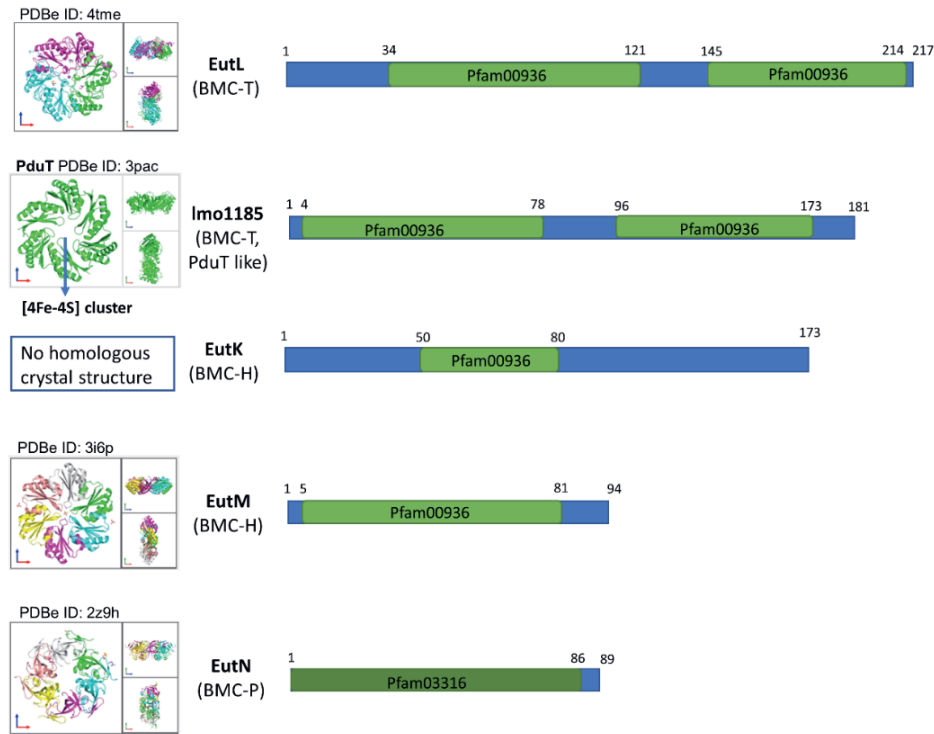 PDBe ID: 4tme
EutL
(BMC-T)
1 34 121 145 214 217
Pfam00936 Pfam00936
PduT PDBe ID: 3pac
[4Fe-4S] cluster
lmo1185
(BMC-T,
PduT like)
1 4 78 96 173 181
Pfam00936 Pfam00936
No homologous
crystal structure
EutK
(BMC-H)
1 50 80 173
Pfam00936
PDBe ID: 3i6p
EutM
(BMC-H)
1 5 81 94
Pfam00936
PDBe ID: 2z9h
EutN
(BMC-P)
1 86 89
Pfam03316